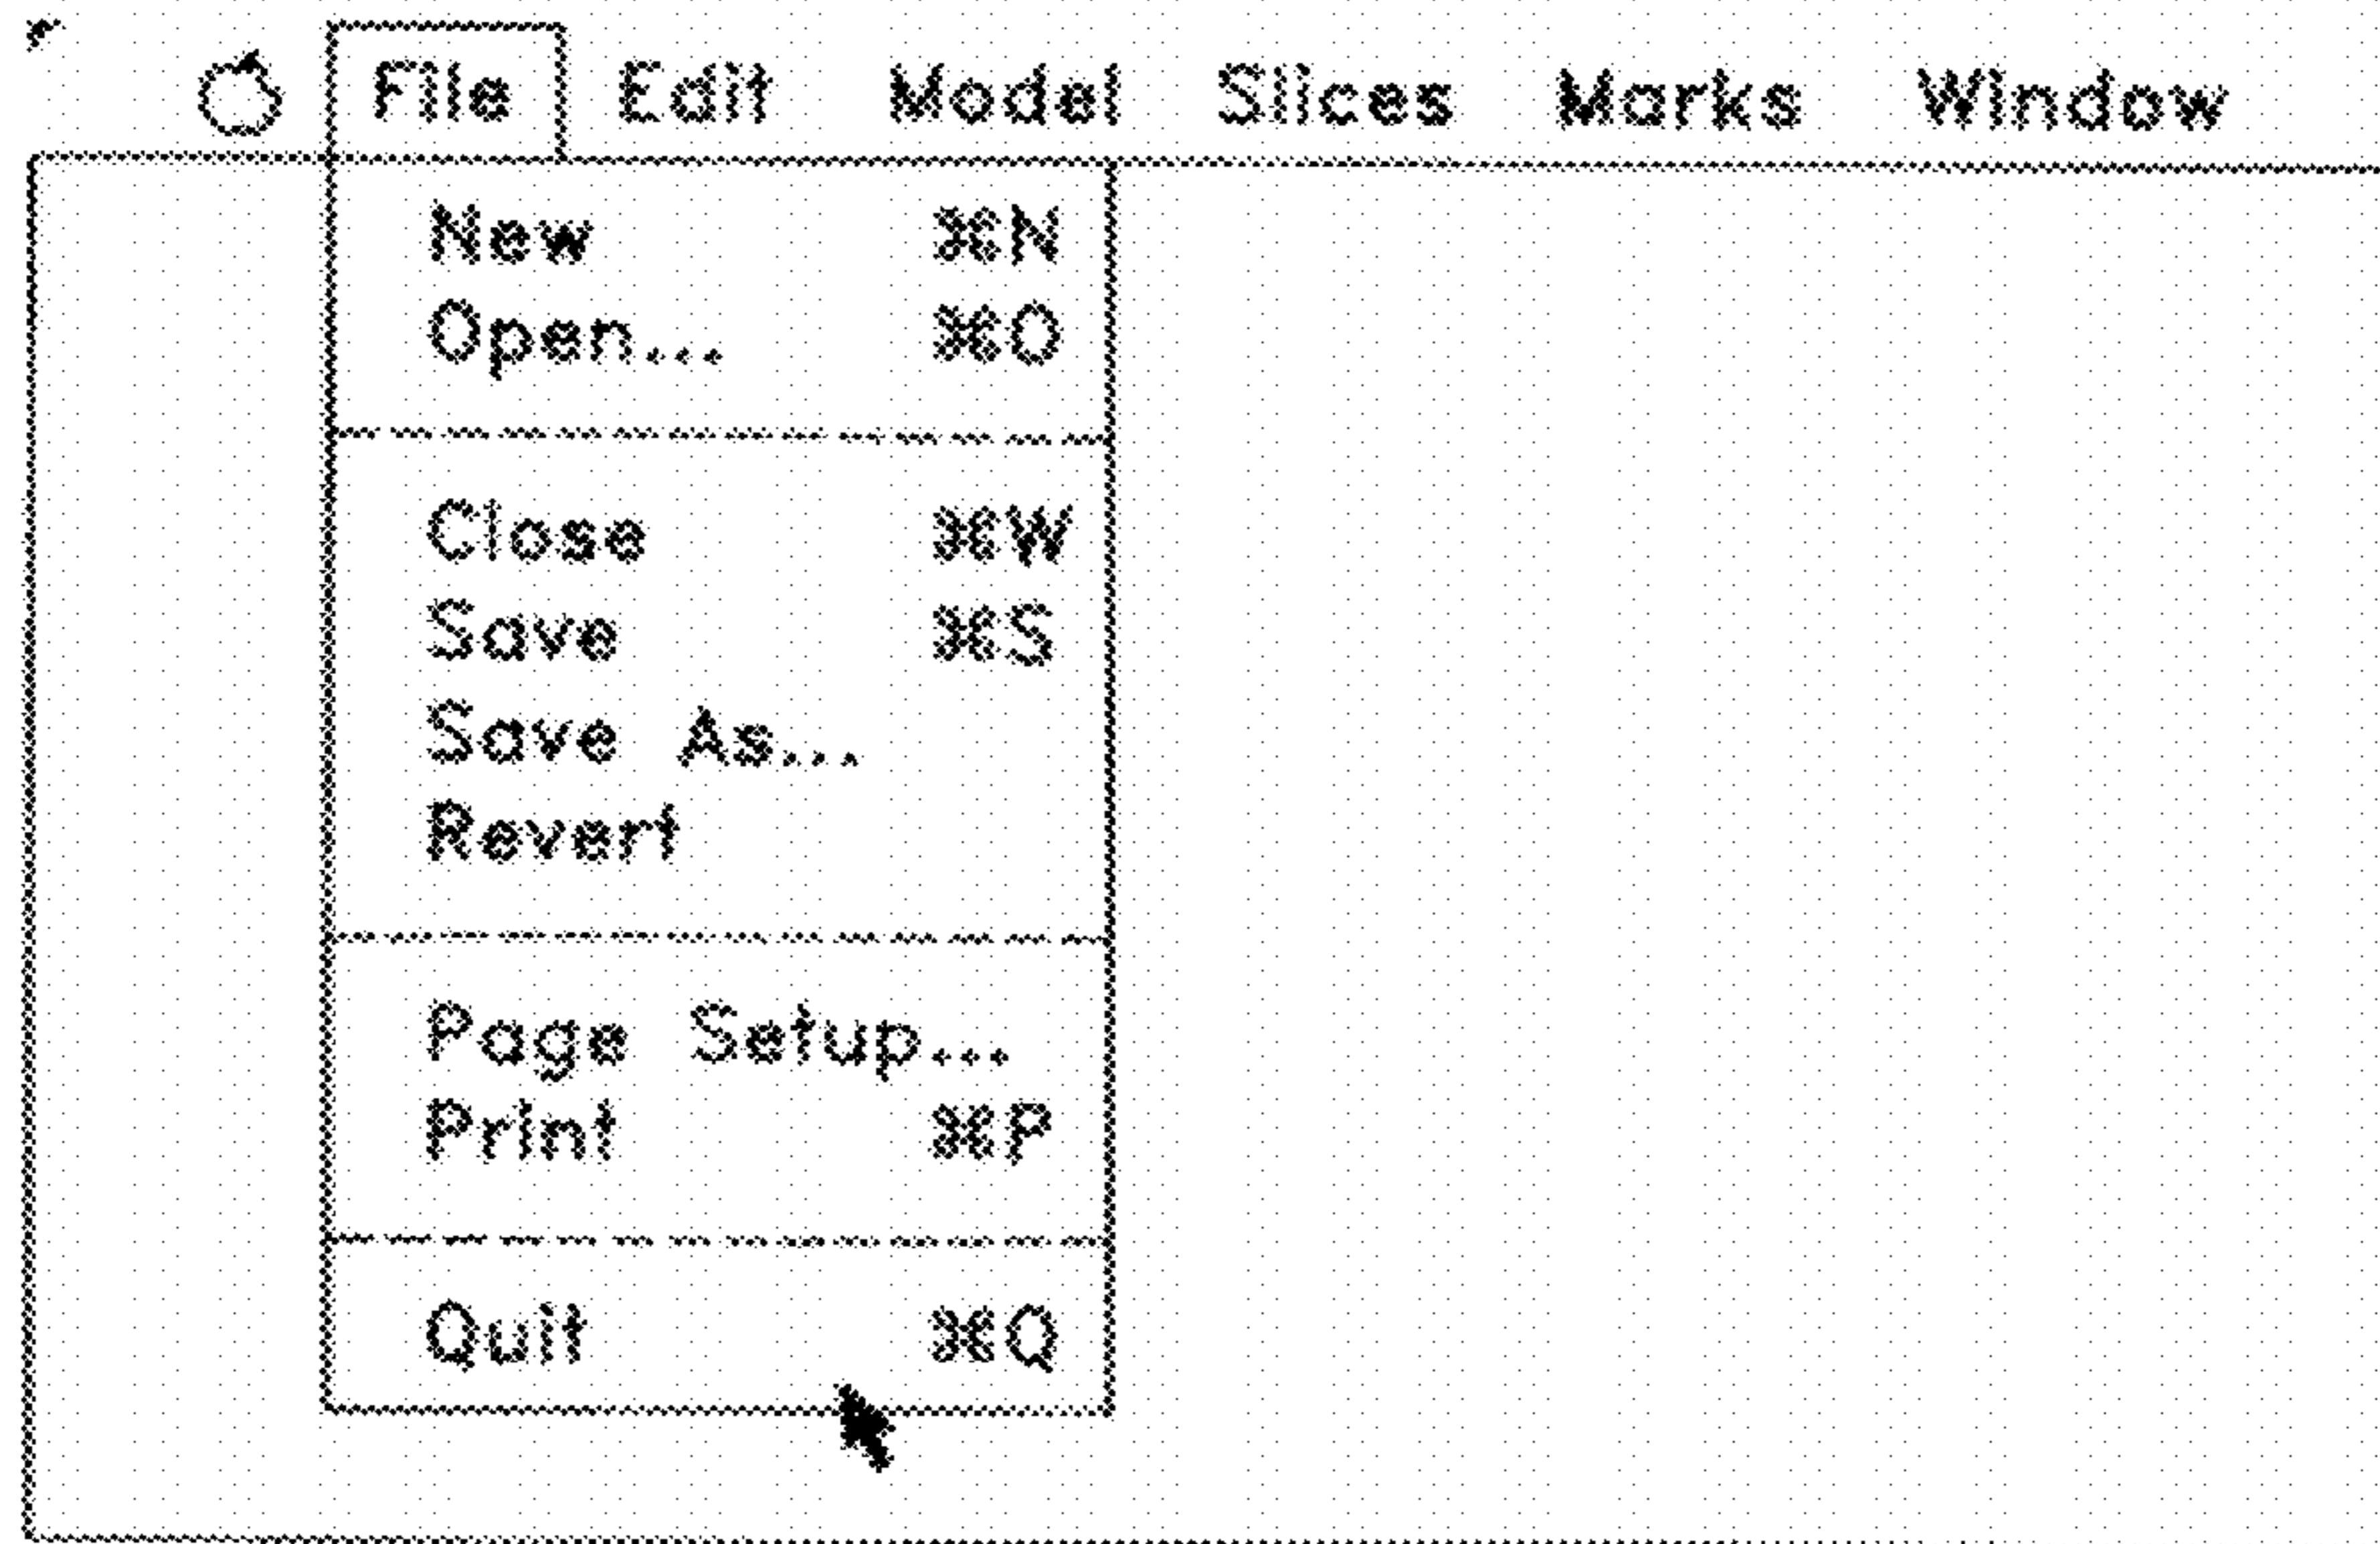 File Edit Model Slices Marks Window
New ⌘N
Open... ⌘O
Close ⌘W
Save ⌘S
Save As...
Revert
Page Setup...
Print ⌘P
Quit ⌘Q